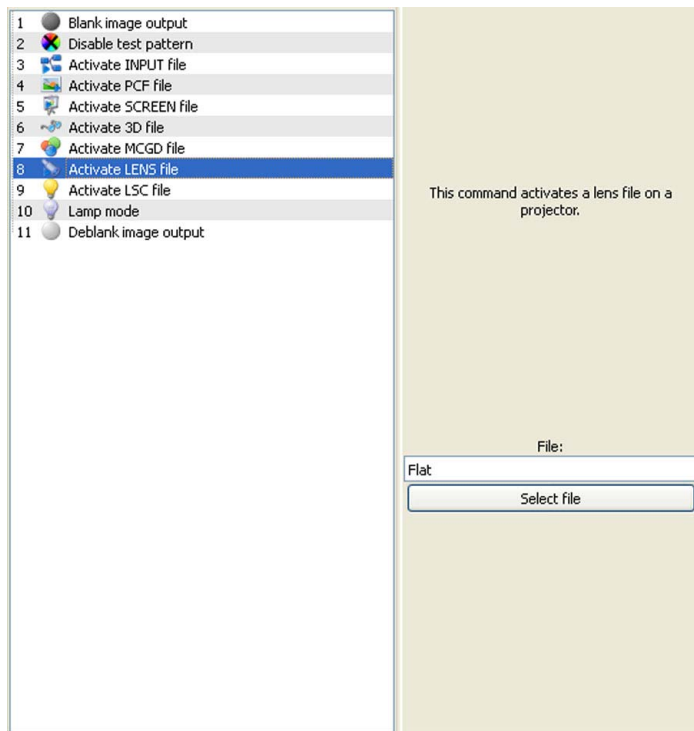 1 Blank image output
2 Disable test pattern
3 Activate INPUT file
4 Activate PCF file
5 Activate SCREEN file
6 Activate 3D file
7 Activate MCGD file
8 Activate LENS file
9 Activate LSC file
10 Lamp mode
11 Deblank image output
This command activates a lens file on a
projector.
File:
Flat
Select file